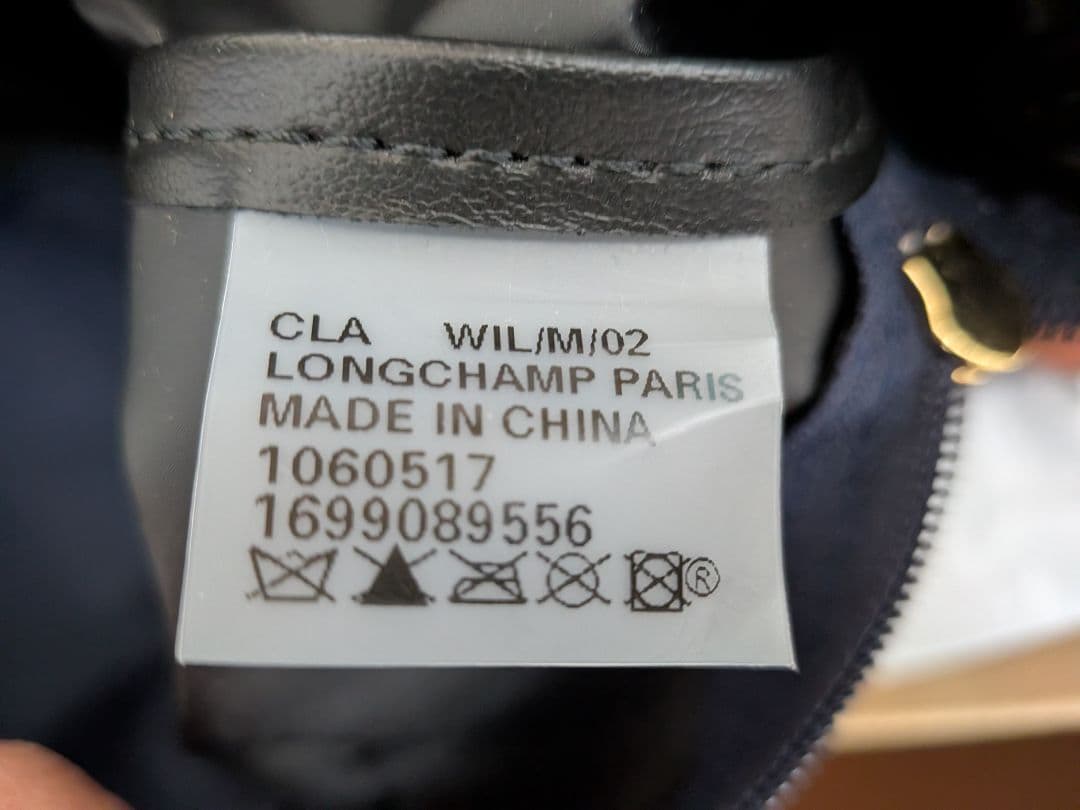 CLA WIL/M/02
LONGCHAMP PARIS
MADE IN CHINA
1060517
1699089556
®